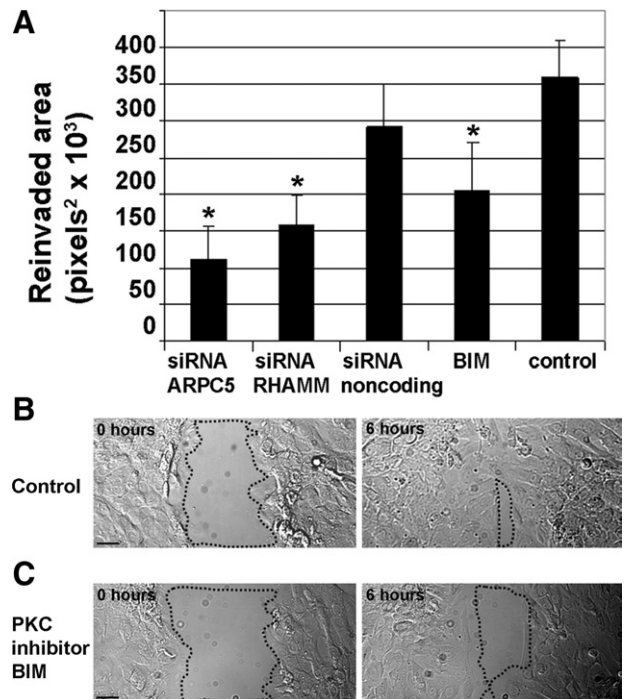 A
Reinvaded area
(pixels² x 10³)
400
350
300
250
200
150
100
50
0
*
*
*
siRNA
ARPC5
siRNA
RHAMM
siRNA
noncoding
BIM
control
B
Control
0 hours
6 hours
C
PKC
inhibitor
BIM
0 hours
6 hours